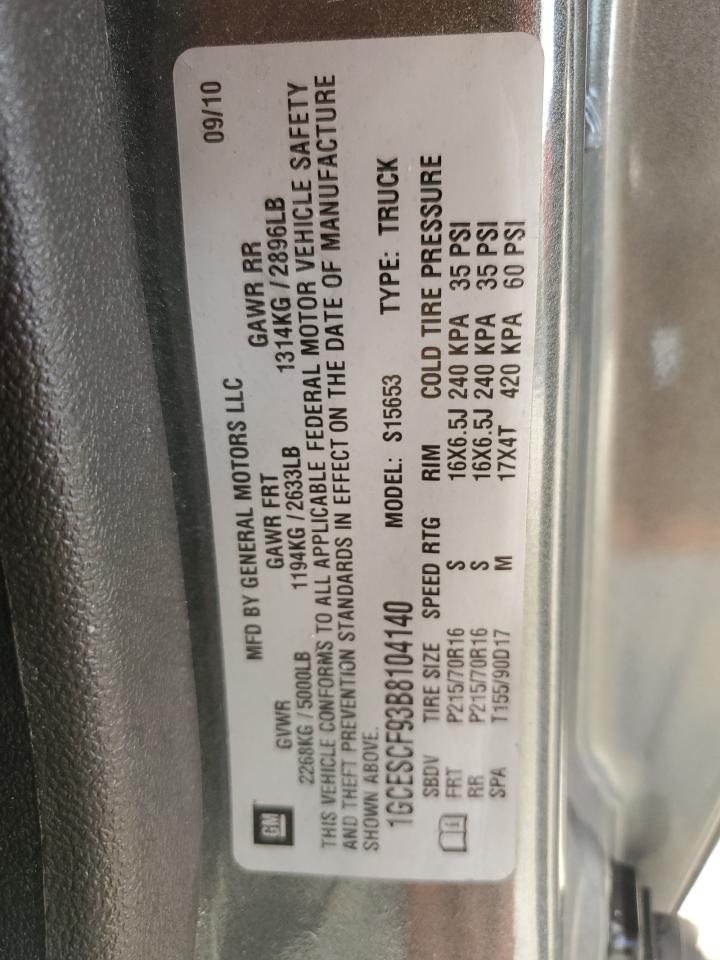 GM
MFD BY GENERAL MOTORS LLC 09/10
GVWR GAWR FRT GAWR RR
2268KG / 5000LB 1194KG / 2633LB 1314KG / 2896LB
THIS VEHICLE CONFORMS TO ALL APPLICABLE FEDERAL MOTOR VEHICLE SAFETY
AND THEFT PREVENTION STANDARDS IN EFFECT ON THE DATE OF MANUFACTURE
SHOWN ABOVE.
1GCESCF93B8104140 MODEL: S15653 TYPE: TRUCK
SBDV TIRE SIZE SPEED RTG RIM COLD TIRE PRESSURE
FRT P215/70R16 S 16X6.5J 240 KPA 35 PSI
RR P215/70R16 S 16X6.5J 240 KPA 35 PSI
SPA T155/90D17 M 17X4T 420 KPA 60 PSI